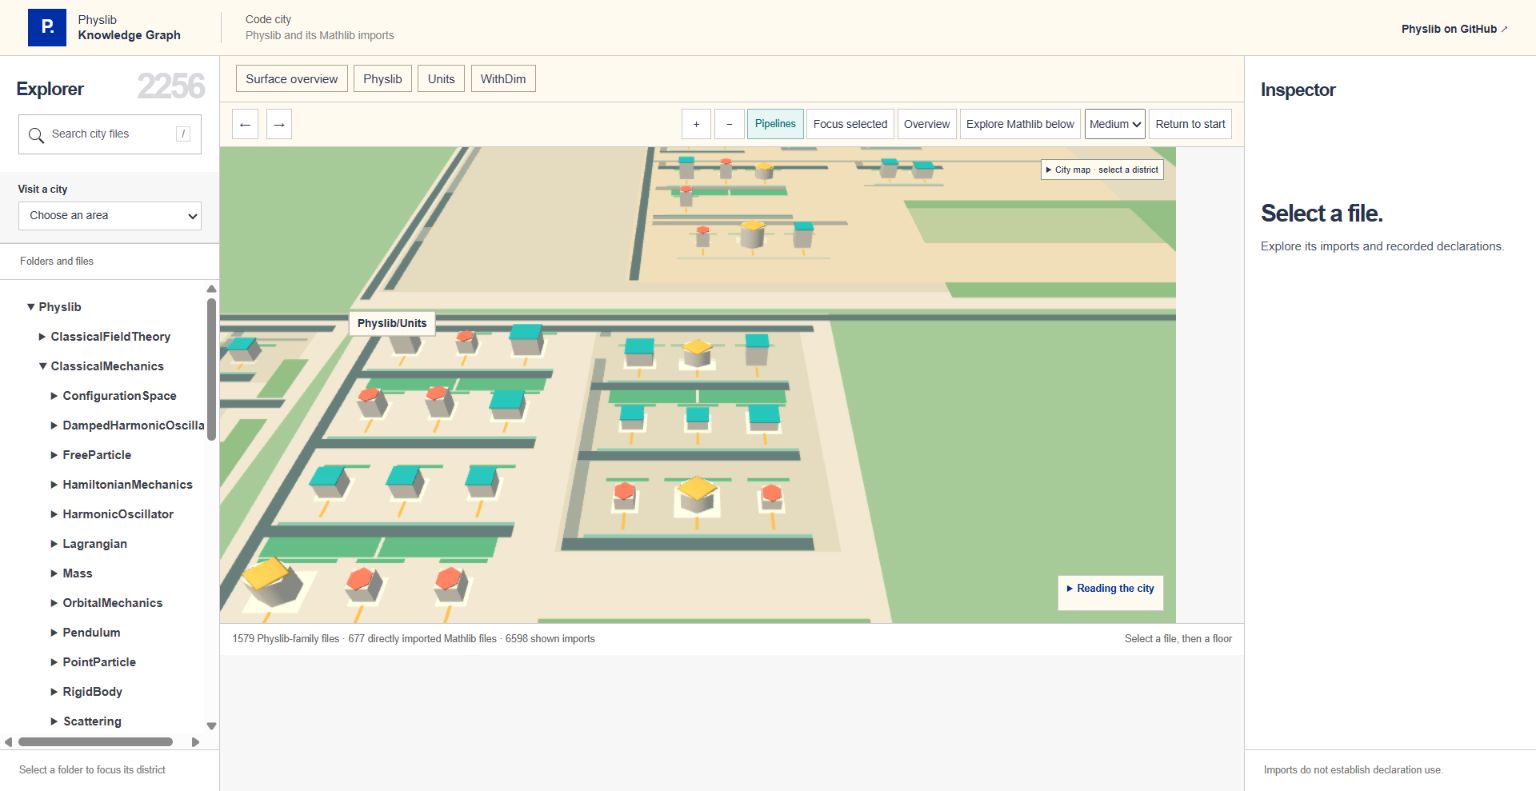 P.
Physlib
Knowledge Graph
Code city
Physlib and its Mathlib imports
Physlib on GitHub ↗
Explorer
2256
Search city files
/
Visit a city
Choose an area
Folders and files
▼ Physlib
▶ ClassicalFieldTheory
▼ ClassicalMechanics
▶ ConfigurationSpace
▶ DampedHarmonicOscilla
▶ FreeParticle
▶ HamiltonianMechanics
▶ HarmonicOscillator
▶ Lagrangian
▶ Mass
▶ OrbitalMechanics
▶ Pendulum
▶ PointParticle
▶ RigidBody
▶ Scattering
Select a folder to focus its district
Surface overview
Physlib
Units
WithDim
← →
+
−
Pipelines
Focus selected
Overview
Explore Mathlib below
Medium
Return to start
▶ City map · select a district
Physlib/Units
▶ Reading the city
1579 Physlib-family files · 677 directly imported Mathlib files · 6598 shown imports
Select a file, then a floor
Inspector
Select a file.
Explore its imports and recorded declarations.
Imports do not establish declaration use.